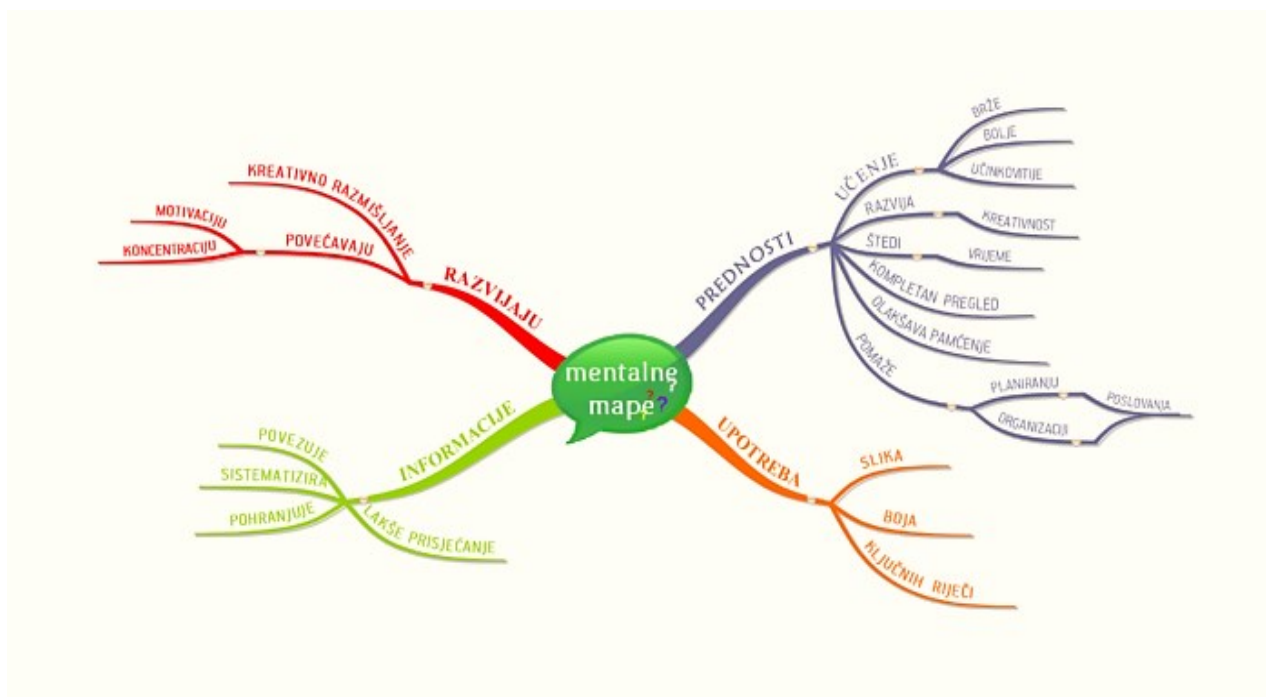 mentalne
mape
???
RAZVIJAJU
KREATIVNO RAZMIŠLJANJE
POVEĆAVAJU
MOTIVACIJU
KONCENTRACIJU
PREDNOSTI
UČENJE
BRŽE
BOLJE
UČINKOVITIJE
RAZVIJA
KREATIVNOST
ŠTEDI
VRIJEME
KOMPLETAN PREGLED
OLAKŠAVA PAMĆENJE
POMAŽE
PLANIRANJU
ORGANIZACIJI
POSLOVANJA
INFORMACIJE
POVEZUJE
SISTEMATIZIRA
POHRANJUJE
LAKŠE PRISJEĆANJE
UPOTREBA
SLIKA
BOJA
KLJUČNIH RIJEČI